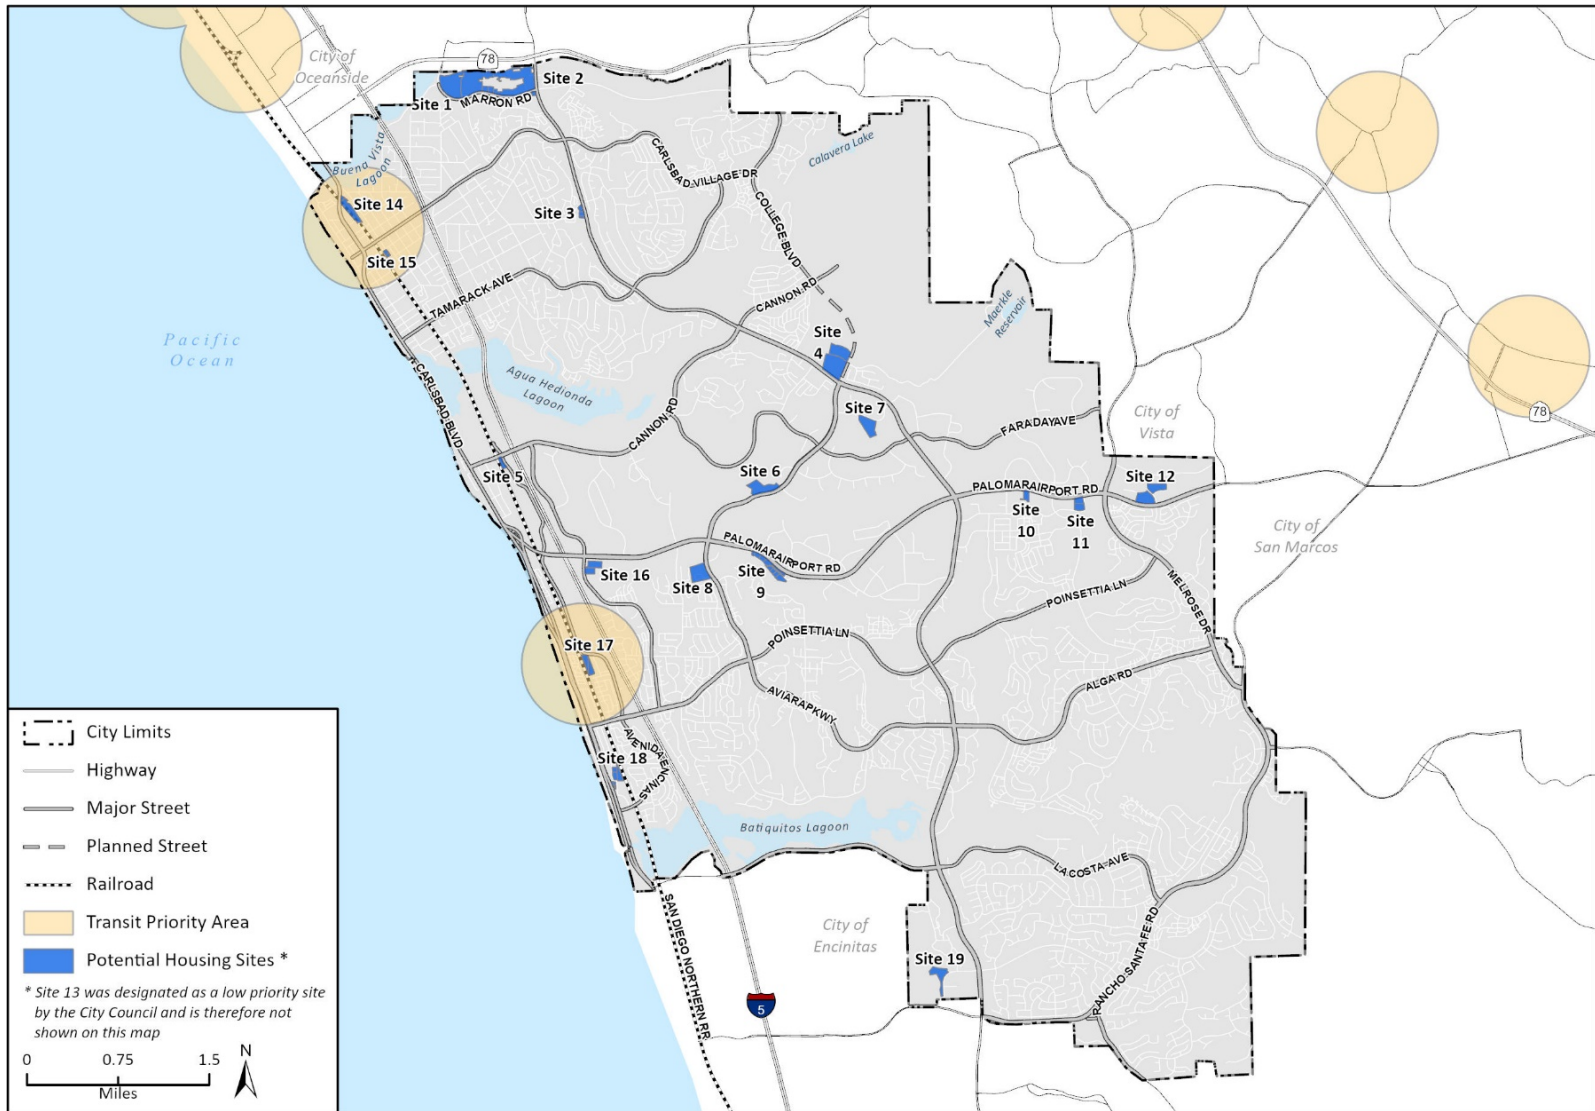 City of
Oceanside
78
Site 2
Site 1
MARRON RD
Buena Vista
Lagoon
CARLSBAD VILLAGE DR
Calavera Lake
COLLEGE BLVD
Site 14
Site 3
Site 15
TAMARACK AVE
CANNON RD
Maerkle
Reservoir
Pacific
Ocean
Site
4
Agua Hedionda
Lagoon
CARLSBAD BLVD
CANNON RD
Site 7
FARADAY AVE
City of
Vista
78
Site 5
Site 6
PALOMAR AIRPORT RD
Site 12
Site
10
Site
11
City of
San Marcos
PALOMAR AIRPORT RD
Site 16
Site 8
Site
9
POINSETTIA LN
MELROSE DR
Site 17
POINSETTIA LN
ALGA RD
AVIARA PKWY
AVENIDA ENCINAS
Site 18
Batiquitos Lagoon
LA COSTA AVE
SAN DIEGO NORTHERN RR
City of
Encinitas
Site 19
RANCHO SANTA FE RD
5
City Limits
Highway
Major Street
Planned Street
Railroad
Transit Priority Area
Potential Housing Sites *
* Site 13 was designated as a low priority site
by the City Council and is therefore not
shown on this map
0 0.75 1.5
Miles
N